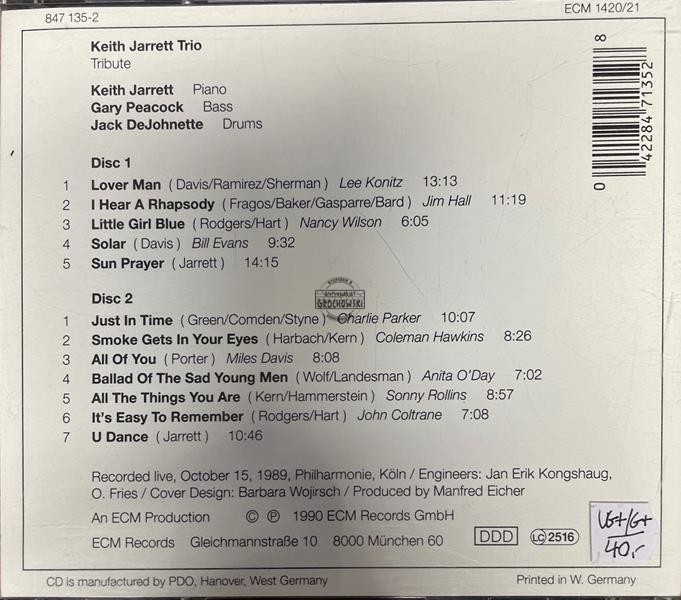 847 135-2
ECM 1420/21
Keith Jarrett Trio
Tribute
Keith Jarrett Piano
Gary Peacock Bass
Jack DeJohnette Drums
0 42284 71352 8
Disc 1
1 Lover Man (Davis/Ramirez/Sherman) Lee Konitz 13:13
2 I Hear A Rhapsody (Fragos/Baker/Gasparre/Bard) Jim Hall 11:19
3 Little Girl Blue (Rodgers/Hart) Nancy Wilson 6:05
4 Solar (Davis) Bill Evans 9:32
5 Sun Prayer (Jarrett) 14:15
GROCHOWSKI
Disc 2
1 Just In Time (Green/Comden/Styne) Charlie Parker 10:07
2 Smoke Gets In Your Eyes (Harbach/Kern) Coleman Hawkins 8:26
3 All Of You (Porter) Miles Davis 8:08
4 Ballad Of The Sad Young Men (Wolf/Landesman) Anita O'Day 7:02
5 All The Things You Are (Kern/Hammerstein) Sonny Rollins 8:57
6 It's Easy To Remember (Rodgers/Hart) John Coltrane 7:08
7 U Dance (Jarrett) 10:46
Recorded live, October 15, 1989, Philharmonie, Köln / Engineers: Jan Erik Kongshaug,
O. Fries / Cover Design: Barbara Wojirsch / Produced by Manfred Eicher
An ECM Production © ℗ 1990 ECM Records GmbH
ECM Records Gleichmannstraße 10 8000 München 60
DDD LC 2516
VG+/G+
40,-
CD is manufactured by PDO, Hanover, West Germany
Printed in W. Germany